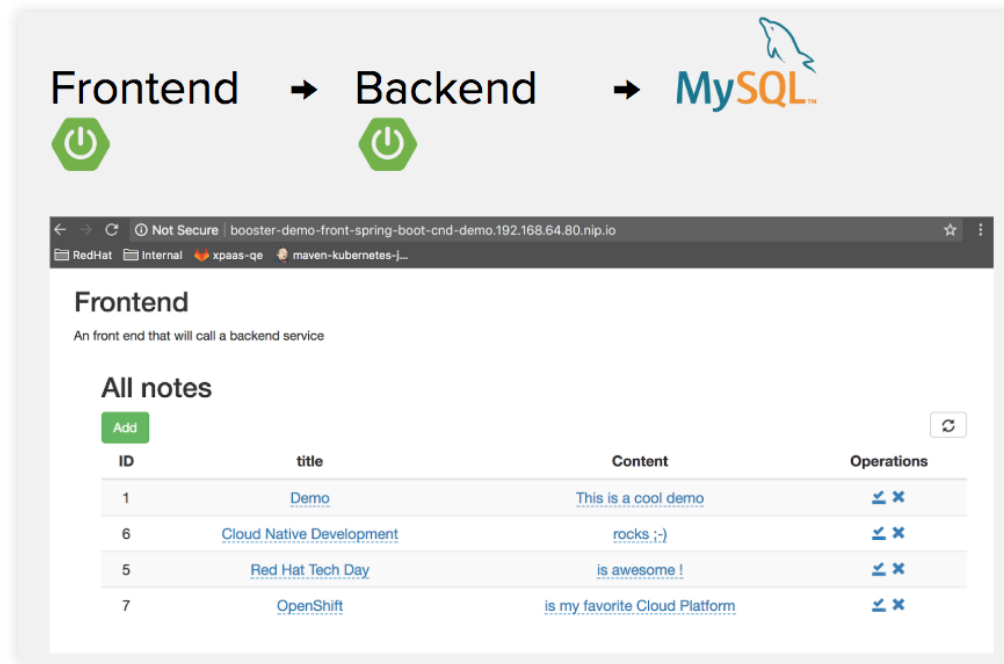 Frontend → Backend → MySQL™
Not Secure | booster-demo-front-spring-boot-cnd-demo.192.168.64.80.nip.io
RedHat Internal xpaas-qe maven-kubernetes-j...
Frontend
An front end that will call a backend service
All notes
Add
ID title Content Operations
1 Demo This is a cool demo
6 Cloud Native Development rocks ;-)
5 Red Hat Tech Day is awesome !
7 OpenShift is my favorite Cloud Platform